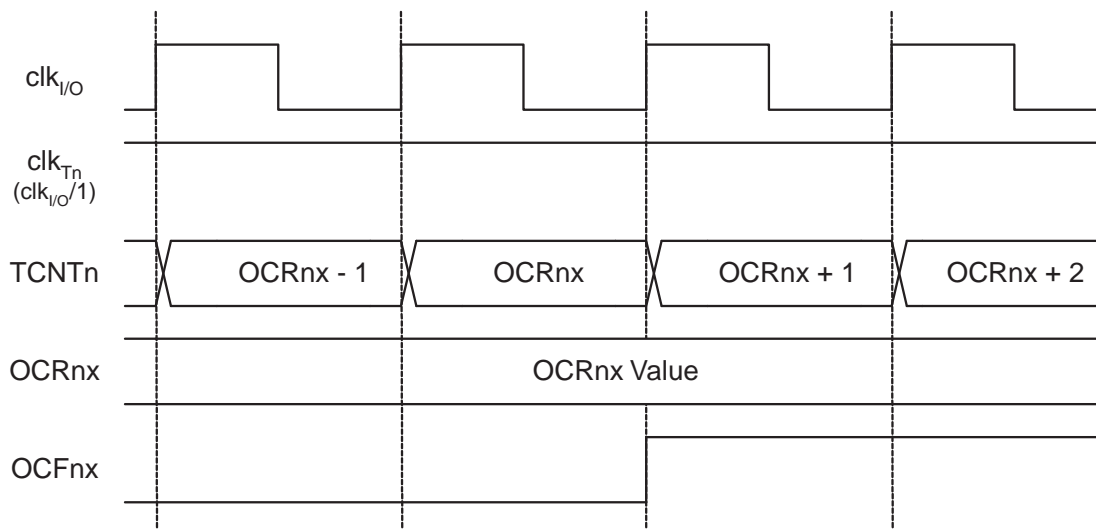 clkI/O
clkTn
(clkI/O/1)
TCNTn OCRnx - 1 OCRnx OCRnx + 1 OCRnx + 2
OCRnx OCRnx Value
OCFnx